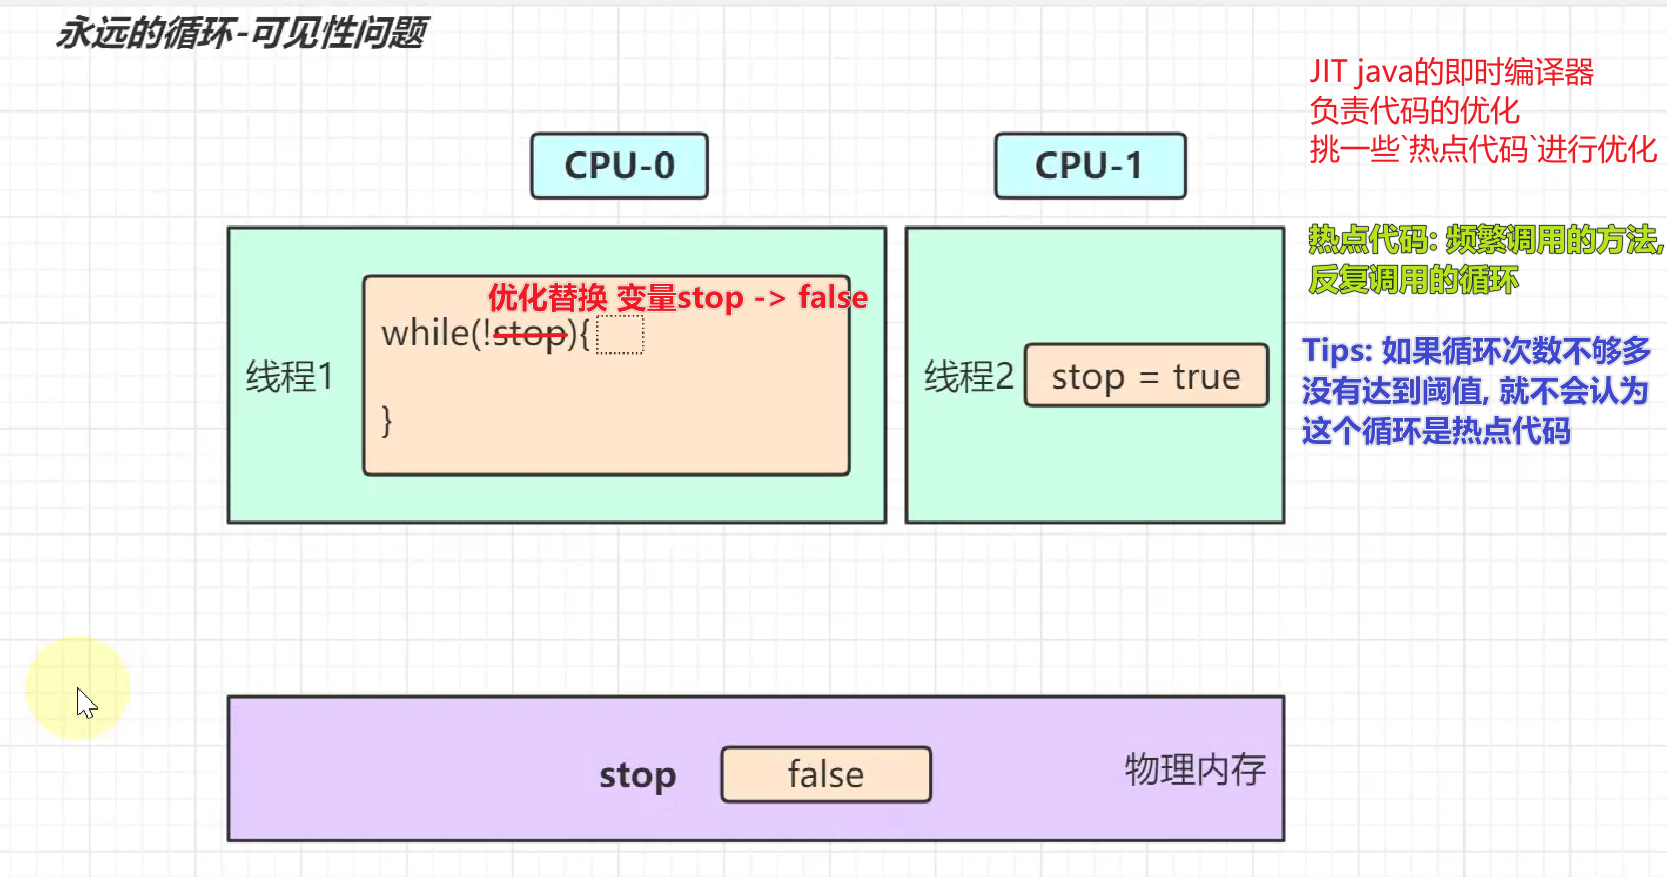 永远的循环-可见性问题
JIT java的即时编译器
负责代码的优化
挑一些`热点代码`进行优化
CPU-0
CPU-1
热点代码: 频繁调用的方法,
反复调用的循环
优化替换 变量stop -> false
while(!stop){
}
线程1
线程2
stop = true
Tips: 如果循环次数不够多
没有达到阈值, 就不会认为
这个循环是热点代码
stop
false
物理内存